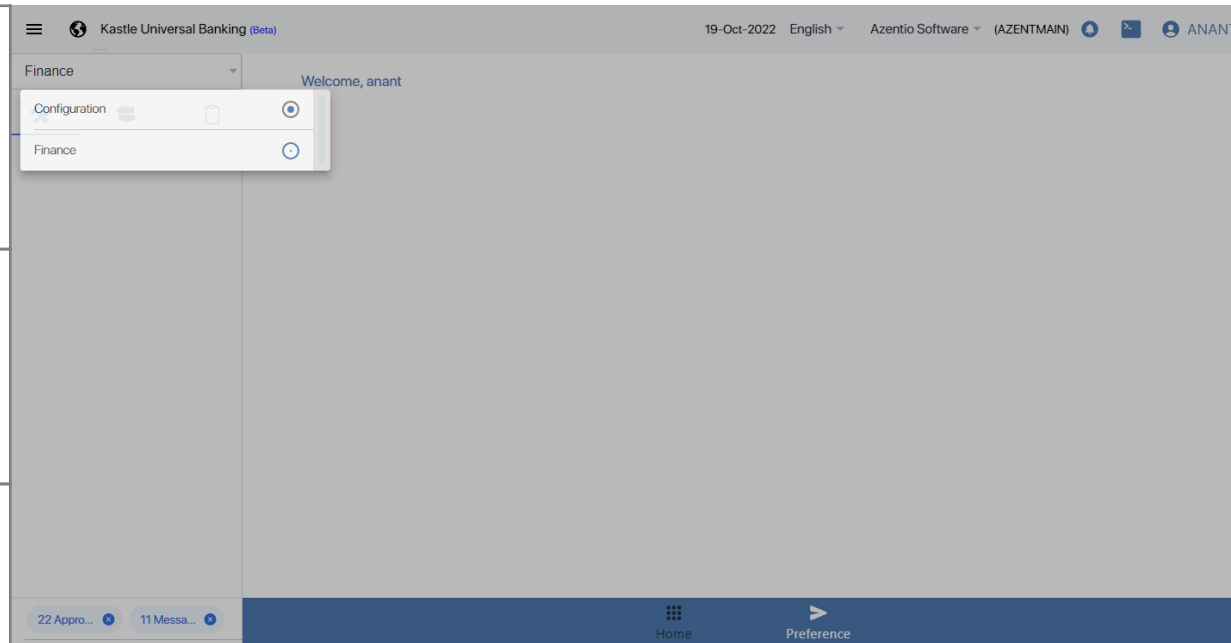 Kastle Universal Banking (Beta)
19-Oct-2022 English Azentio Software (AZENTMAIN) ANANT
Finance
Welcome, anant
Configuration
Finance
22 Appro... 11 Messa...
Home Preference